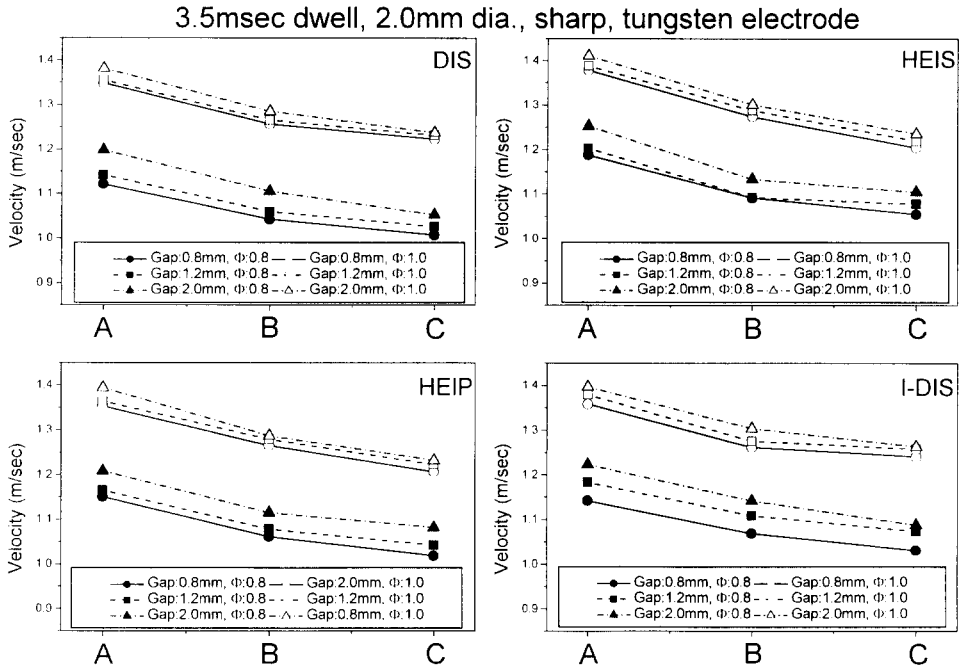 3.5msec dwell, 2.0mm dia., sharp, tungsten electrode
DIS
Velocity (m/sec)
1.4
1.3
1.2
1.1
1.0
0.9
Gap:0.8mm, Φ:0.8 Gap:0.8mm, Φ:1.0
Gap:1.2mm, Φ:0.8 Gap:1.2mm, Φ:1.0
Gap:2.0mm, Φ:0.8 Gap:2.0mm, Φ:1.0
A B C
HEIS
Velocity (m/sec)
1.4
1.3
1.2
1.1
1.0
0.9
Gap:0.8mm, Φ:0.8 Gap:0.8mm, Φ:1.0
Gap:1.2mm, Φ:0.8 Gap:1.2mm, Φ:1.0
Gap:2.0mm, Φ:0.8 Gap:2.0mm, Φ:1.0
A B C
HEIP
Velocity (m/sec)
1.4
1.3
1.2
1.1
1.0
0.9
Gap:0.8mm, Φ:0.8 Gap:2.0mm, Φ:1.0
Gap:1.2mm, Φ:0.8 Gap:1.2mm, Φ:1.0
Gap:2.0mm, Φ:0.8 Gap:0.8mm, Φ:1.0
A B C
I-DIS
Velocity (m/sec)
1.4
1.3
1.2
1.1
1.0
0.9
Gap:0.8mm, Φ:0.8 Gap:0.8mm, Φ:1.0
Gap:1.2mm, Φ:0.8 Gap:1.2mm, Φ:1.0
Gap:2.0mm, Φ:0.8 Gap:2.0mm, Φ:1.0
A B C